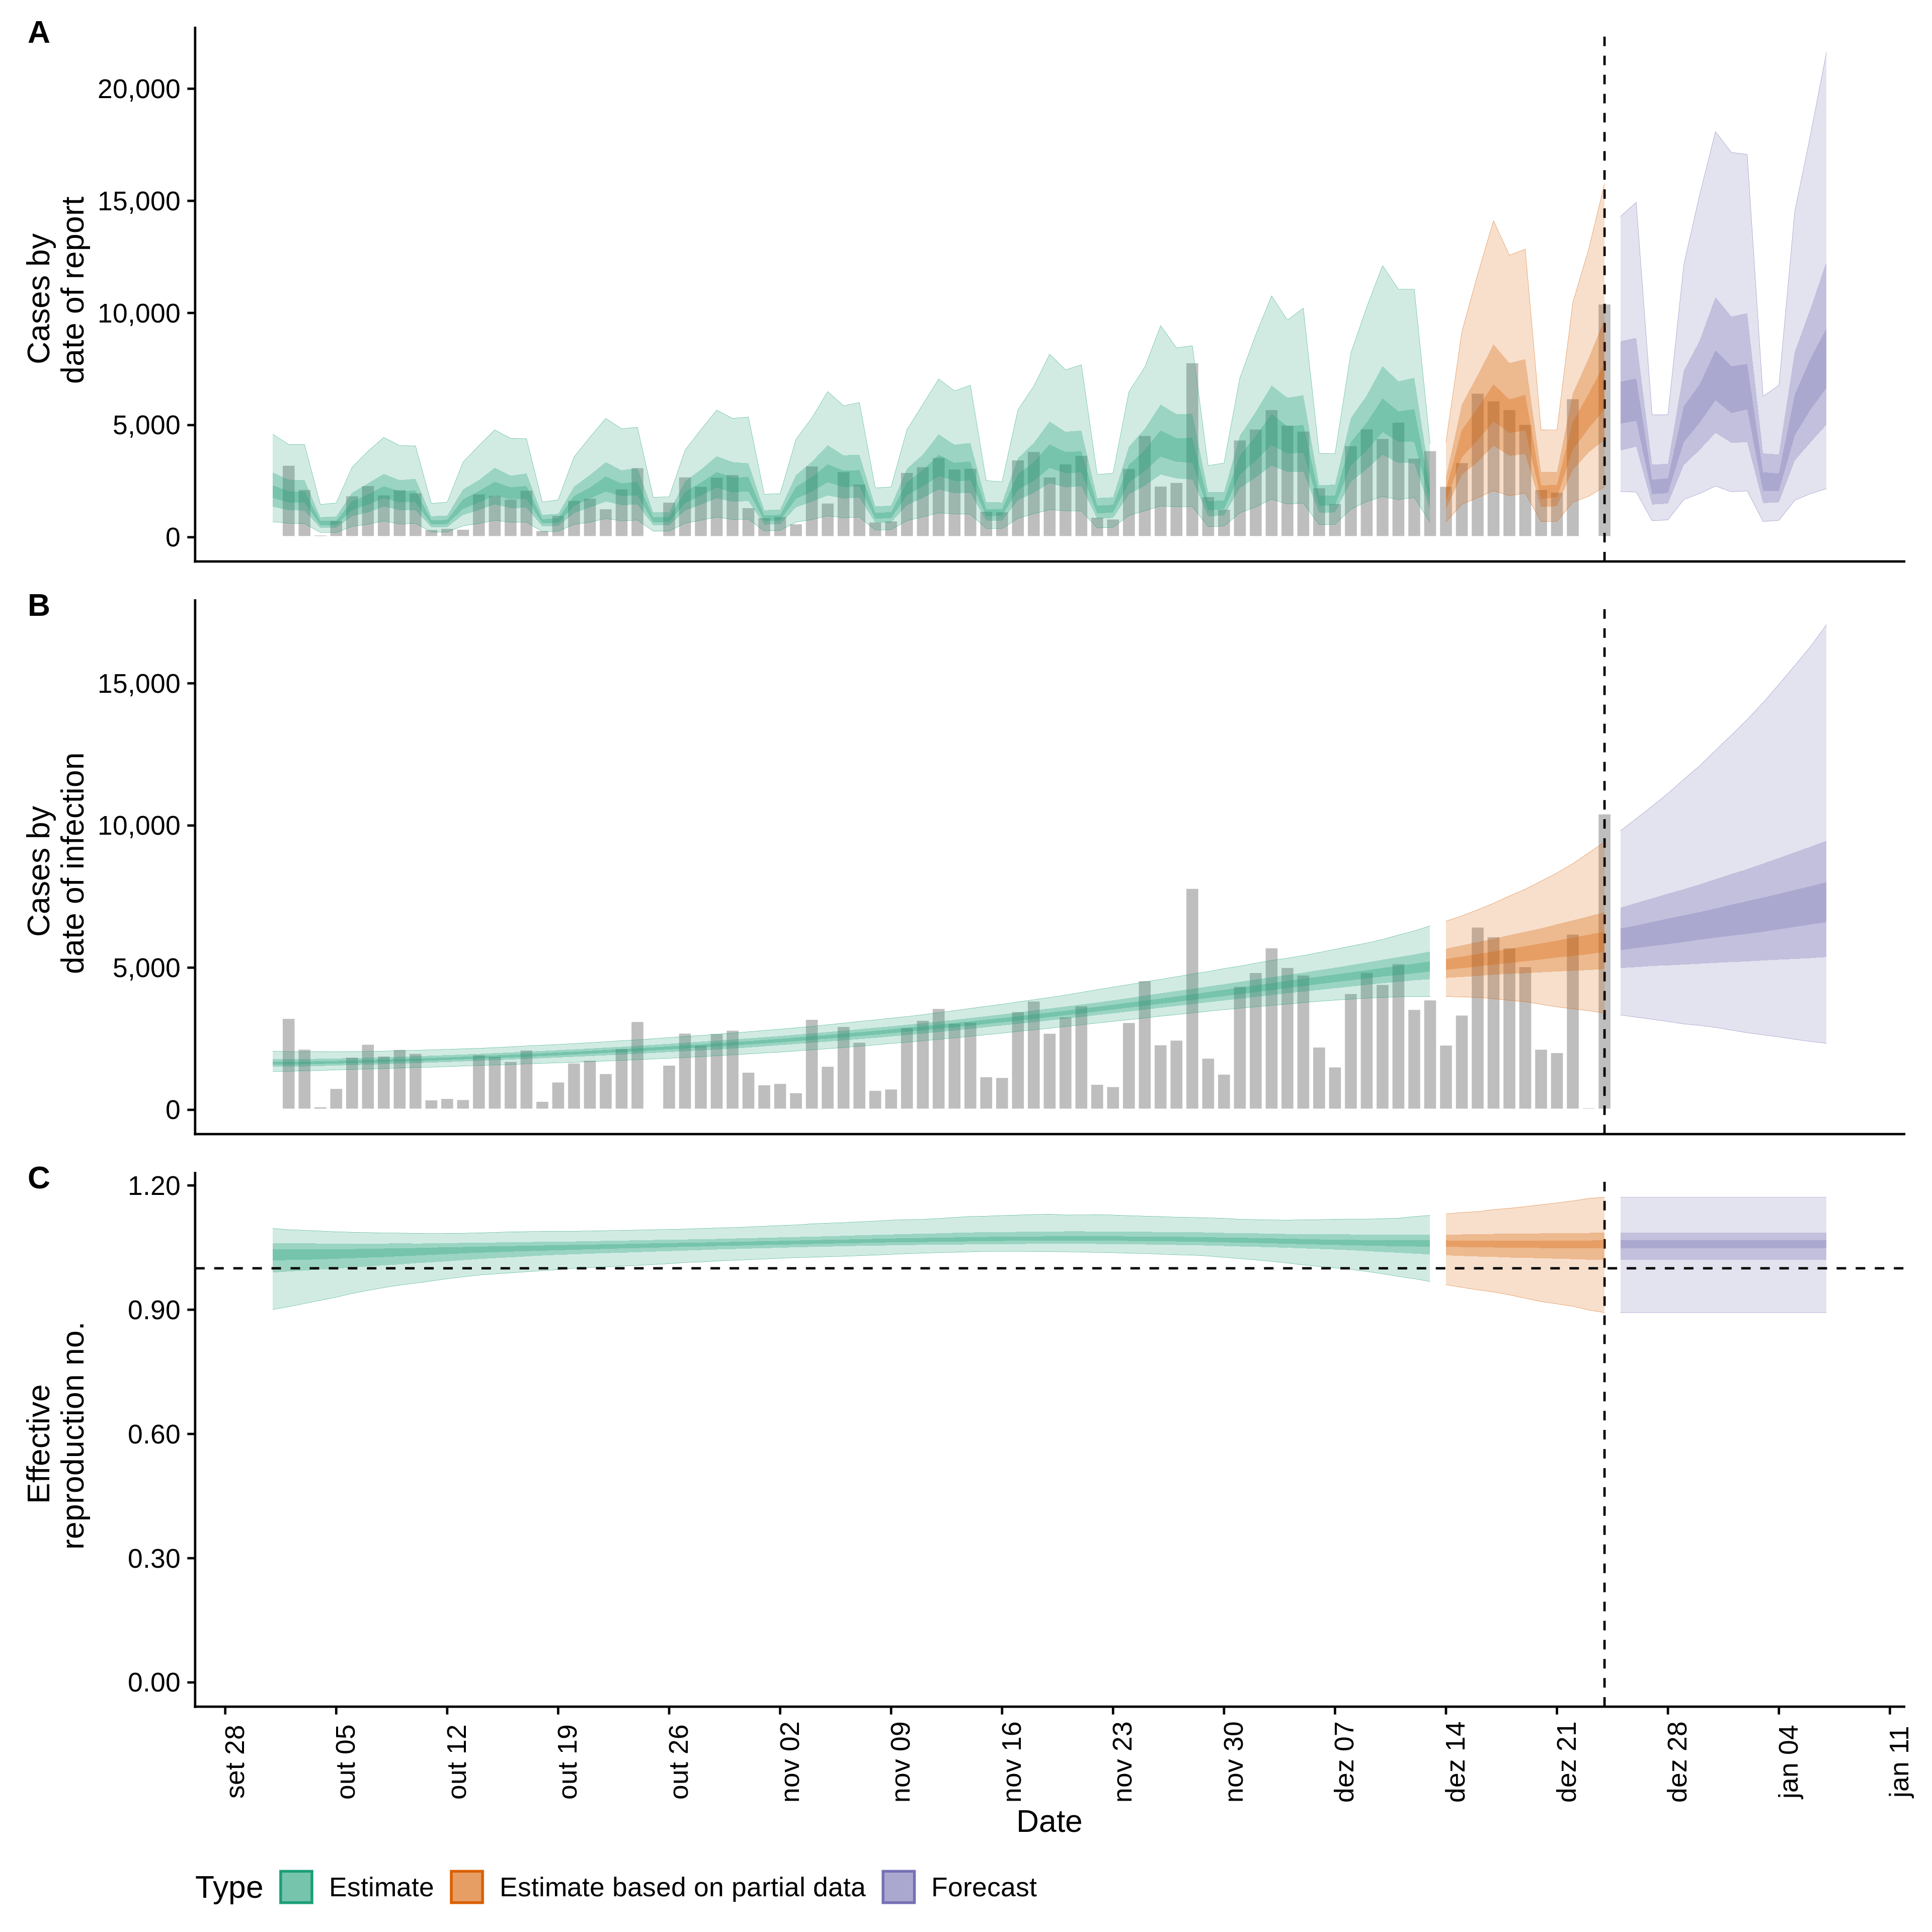 A
20,000
15,000
10,000
5,000
0
Cases by
date of report
B
15,000
10,000
5,000
0
Cases by
date of infection
C
1.20
0.90
0.60
0.30
0.00
Effective
reproduction no.
set 28
out 05
out 12
out 19
out 26
nov 02
nov 09
nov 16
nov 23
nov 30
dez 07
dez 14
dez 21
dez 28
jan 04
jan 11
Date
Type Estimate Estimate based on partial data Forecast